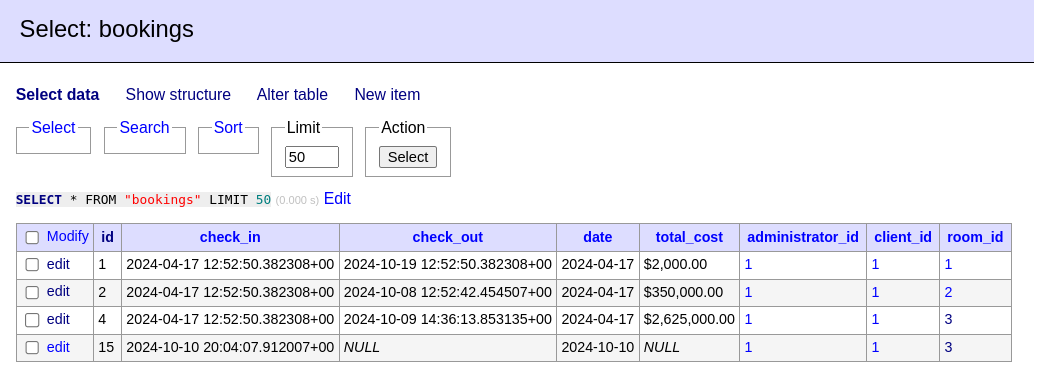 Select: bookings
Select data Show structure Alter table New item
Select Search Sort Limit Action
50 Select
SELECT * FROM "bookings" LIMIT 50 (0.000 s) Edit
Modify id check_in check_out date total_cost administrator_id client_id room_id
edit 1 2024-04-17 12:52:50.382308+00 2024-10-19 12:52:50.382308+00 2024-04-17 $2,000.00 1 1 1
edit 2 2024-04-17 12:52:50.382308+00 2024-10-08 12:52:42.454507+00 2024-04-17 $350,000.00 1 1 2
edit 4 2024-04-17 12:52:50.382308+00 2024-10-09 14:36:13.853135+00 2024-04-17 $2,625,000.00 1 1 3
edit 15 2024-10-10 20:04:07.912007+00 NULL 2024-10-10 NULL 1 1 3